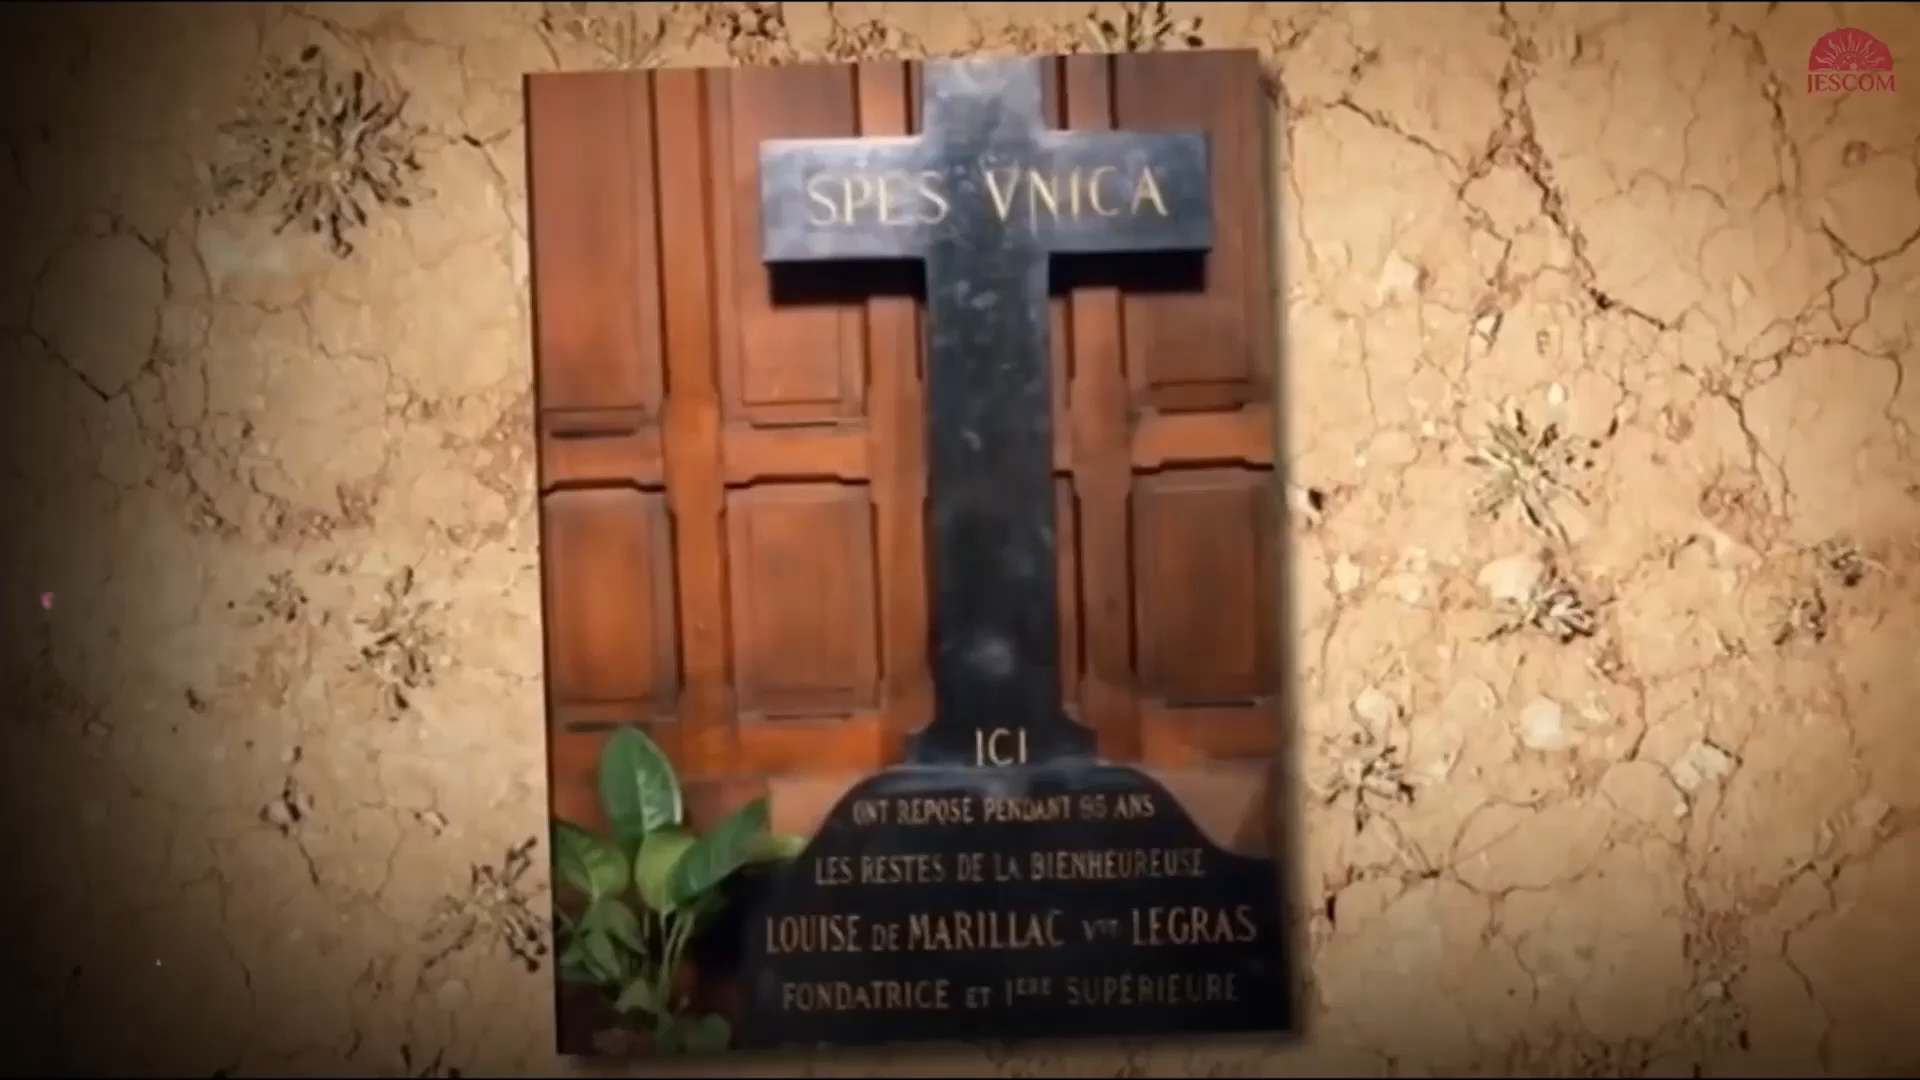 JESCOM
SPES VNICA
ICI
ONT REPOSÉ PENDANT 95 ANS
LES RESTES DE LA BIENHEUREUSE
LOUISE DE MARILLAC VVE LEGRAS
FONDATRICE ET 1ÈRE SUPÉRIEURE